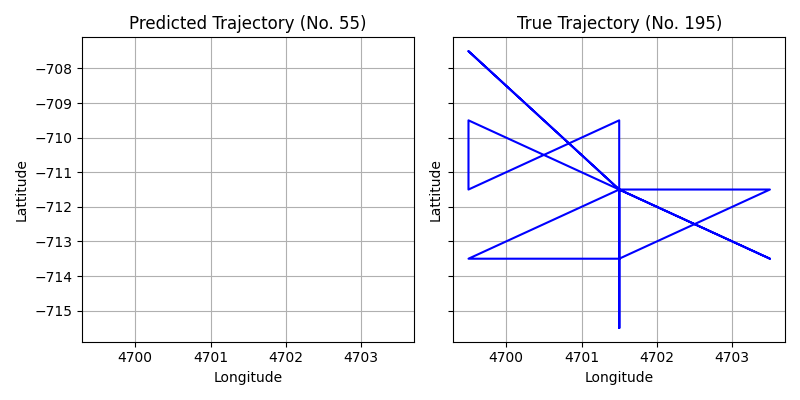 Predicted Trajectory (No. 55)
True Trajectory (No. 195)
Lattitude
−708
−709
−710
−711
−712
−713
−714
−715
4700
4701
4702
4703
Longitude
Lattitude
4700
4701
4702
4703
Longitude